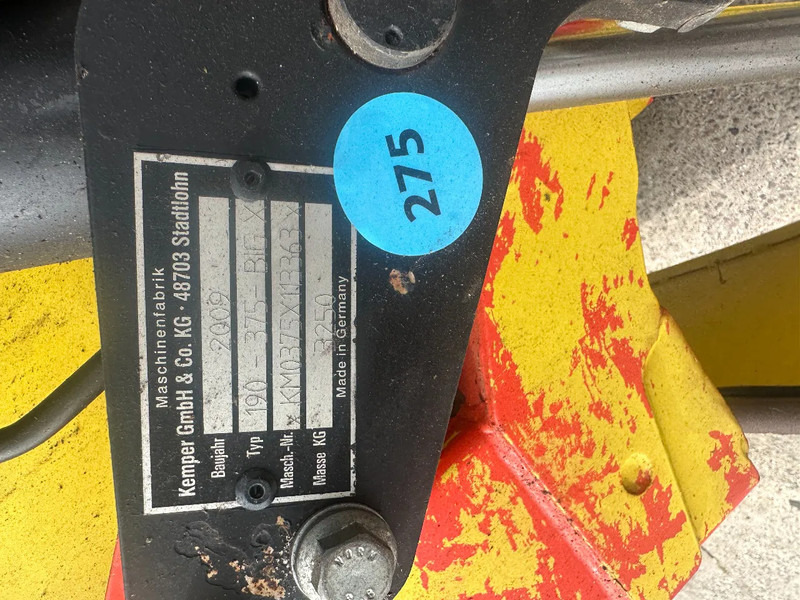 Maschinenfabrik
Kemper GmbH & Co. KG · 48703 Stadtlohn
Baujahr 2009
Typ 190-375-BIG X
Masch.-Nr. x KM0375X113363 x
Masse KG 3250
Made in Germany
275